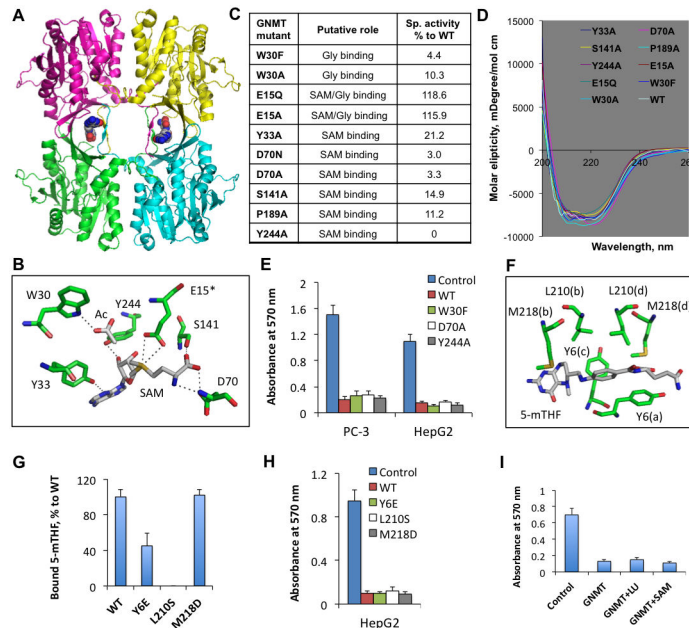 A
C
GNMT mutant
Putative role
Sp. activity % to WT
W30F Gly binding 4.4
W30A Gly binding 10.3
E15Q SAM/Gly binding 118.6
E15A SAM/Gly binding 115.9
Y33A SAM binding 21.2
D70N SAM binding 3.0
D70A SAM binding 3.3
S141A SAM binding 14.9
P189A SAM binding 11.2
Y244A SAM binding 0
D
Molar elipticity, mDegree/mol cm
15000
10000
5000
0
-5000
-10000
200 220 240
Y33A D70A
S141A P189A
Y244A E15A
E15Q W30F
W30A WT
Wavelength, nm
B
W30
Ac
Y244
E15*
S141
Y33
SAM
D70
E
Absorbance at 570 nm
2
1.6
1.2
0.8
0.4
0
Control
WT
W30F
D70A
Y244A
PC-3 HepG2
F
L210(b) L210(d)
M218(b) M218(d
Y6(c)
5-mTHF
Y6(a)
G
Bound 5-mTHF, % to WT
120
80
40
0
WT Y6E L210S M218D
H
Absorbance at 570 nm
1.2
0.8
0.4
0
Control
WT
Y6E
L210S
M218D
HepG2
I
Absorbance at 570 nm
1
0.8
0.6
0.4
0.2
0
Control GNMT GNMT+LU GNMT+SAM